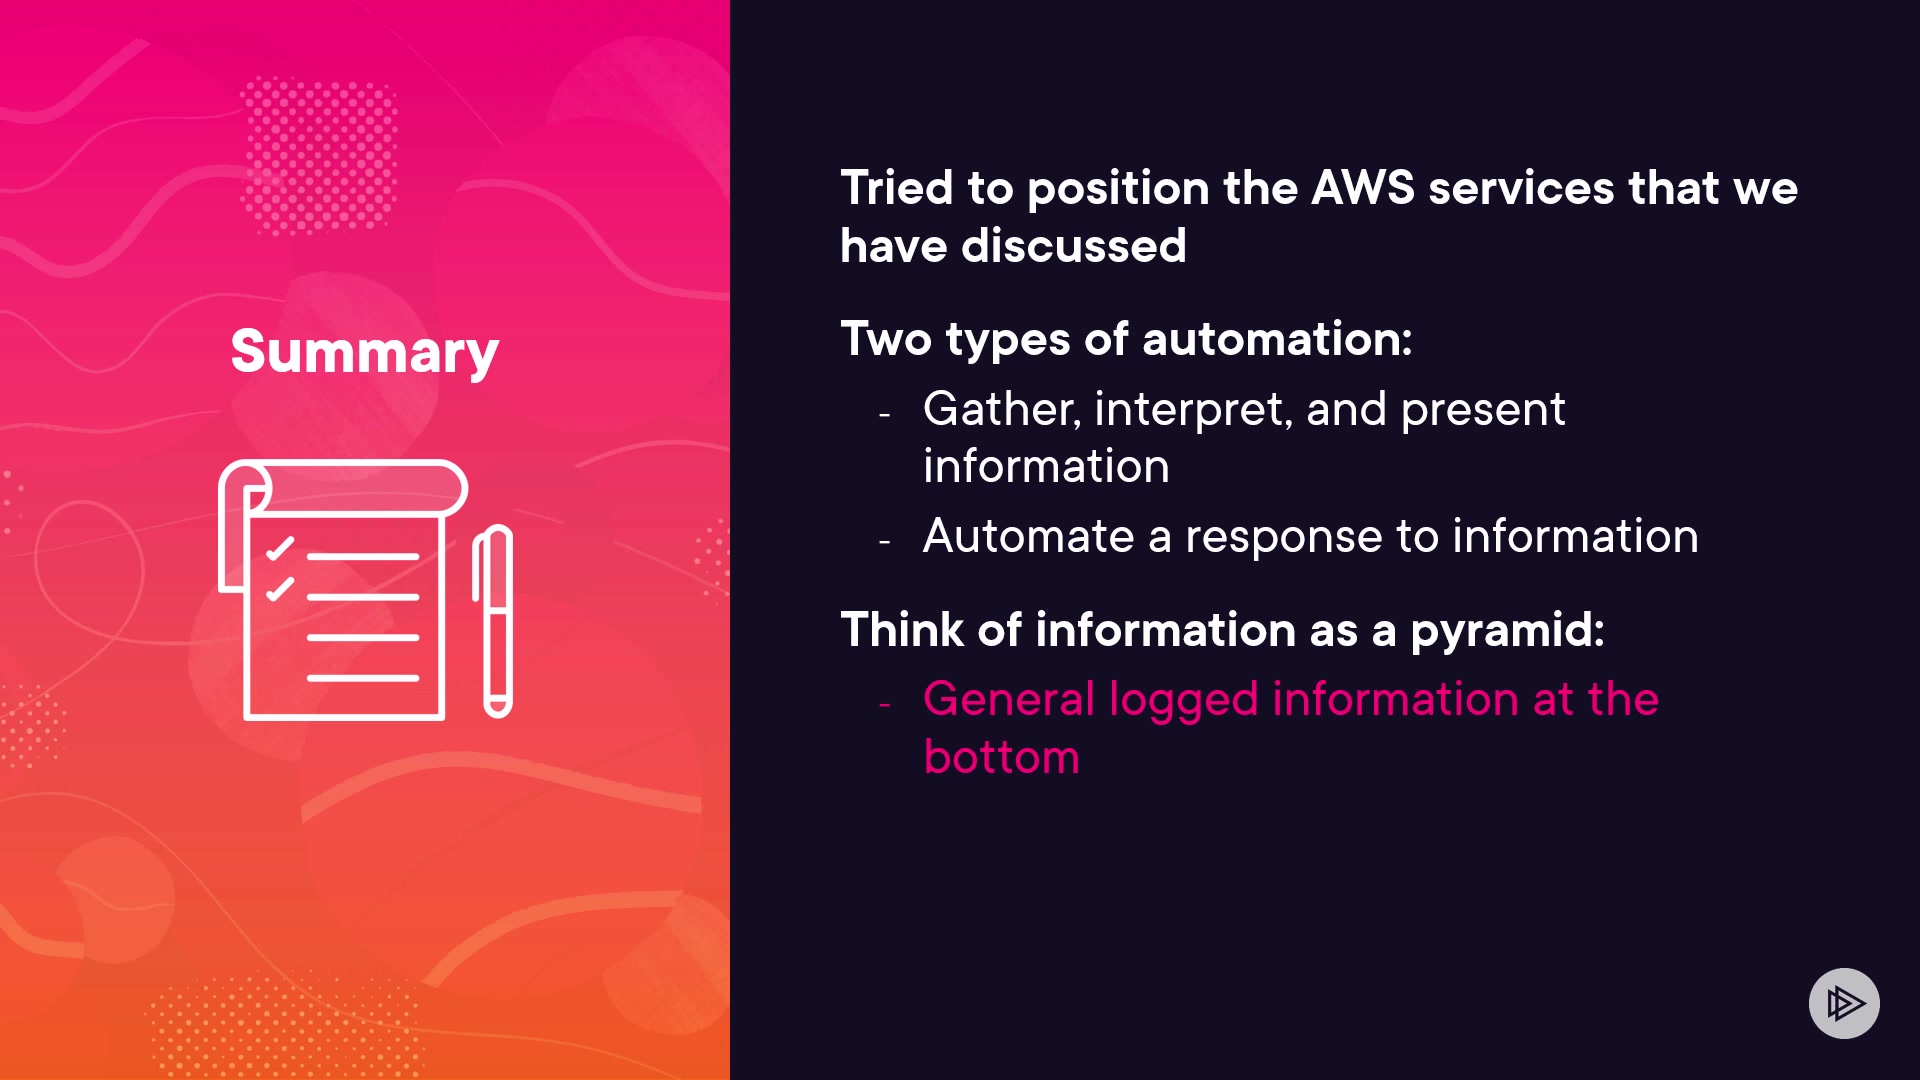 Summary
Tried to position the AWS services that we
have discussed
Two types of automation:
- Gather, interpret, and present
information
- Automate a response to information
Think of information as a pyramid:
- General logged information at the
bottom